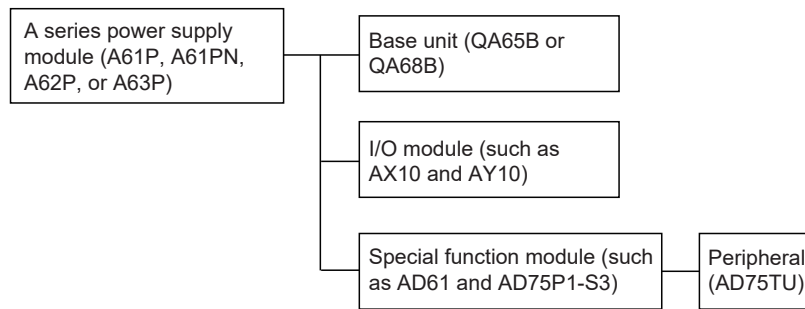 A series power supply
module (A61P, A61PN,
A62P, or A63P)
Base unit (QA65B or
QA68B)
I/O module (such as
AX10 and AY10)
Special function module (such
as AD61 and AD75P1-S3)
Peripheral
(AD75TU)